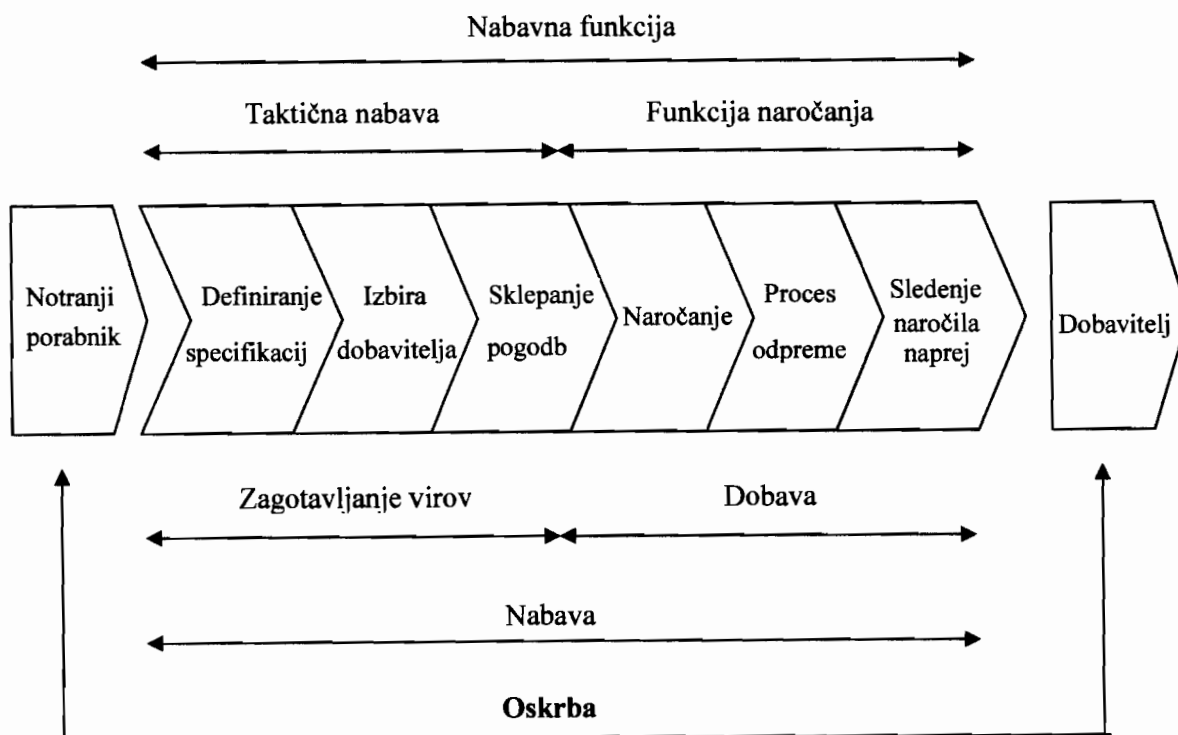 Nabavna funkcija
Taktična nabava
Funkcija naročanja
Notranji
porabnik
Definiranje
specifikacij
Izbira
dobavitelja
Sklepanje
pogodb
Naročanje
Proces
odpreme
Sledenje
naročila
naprej
Dobavitelj
Zagotavljanje virov
Dobava
Nabava
Oskrba